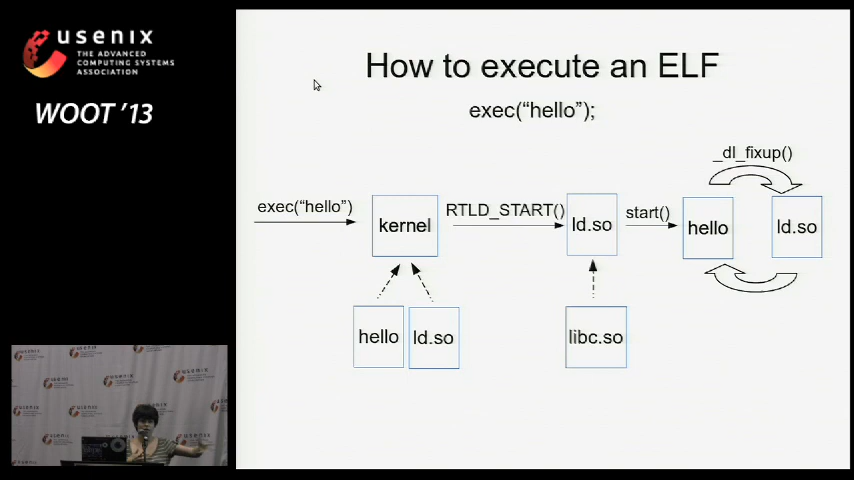 usenix
THE ADVANCED
COMPUTING SYSTEMS
ASSOCIATION
WOOT '13
How to execute an ELF
exec("hello");
_dl_fixup()
exec("hello")
RTLD_START()
start()
kernel
ld.so
hello
ld.so
hello
ld.so
libc.so
usenix